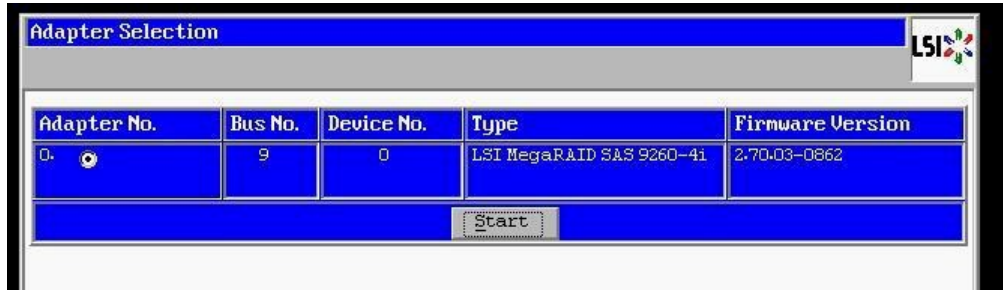 Adapter Selection
LSI
Adapter No. Bus No. Device No. Type Firmware Version
0. 9 0 LSI MegaRAID SAS 9260-4i 2.70.03-0862
Start